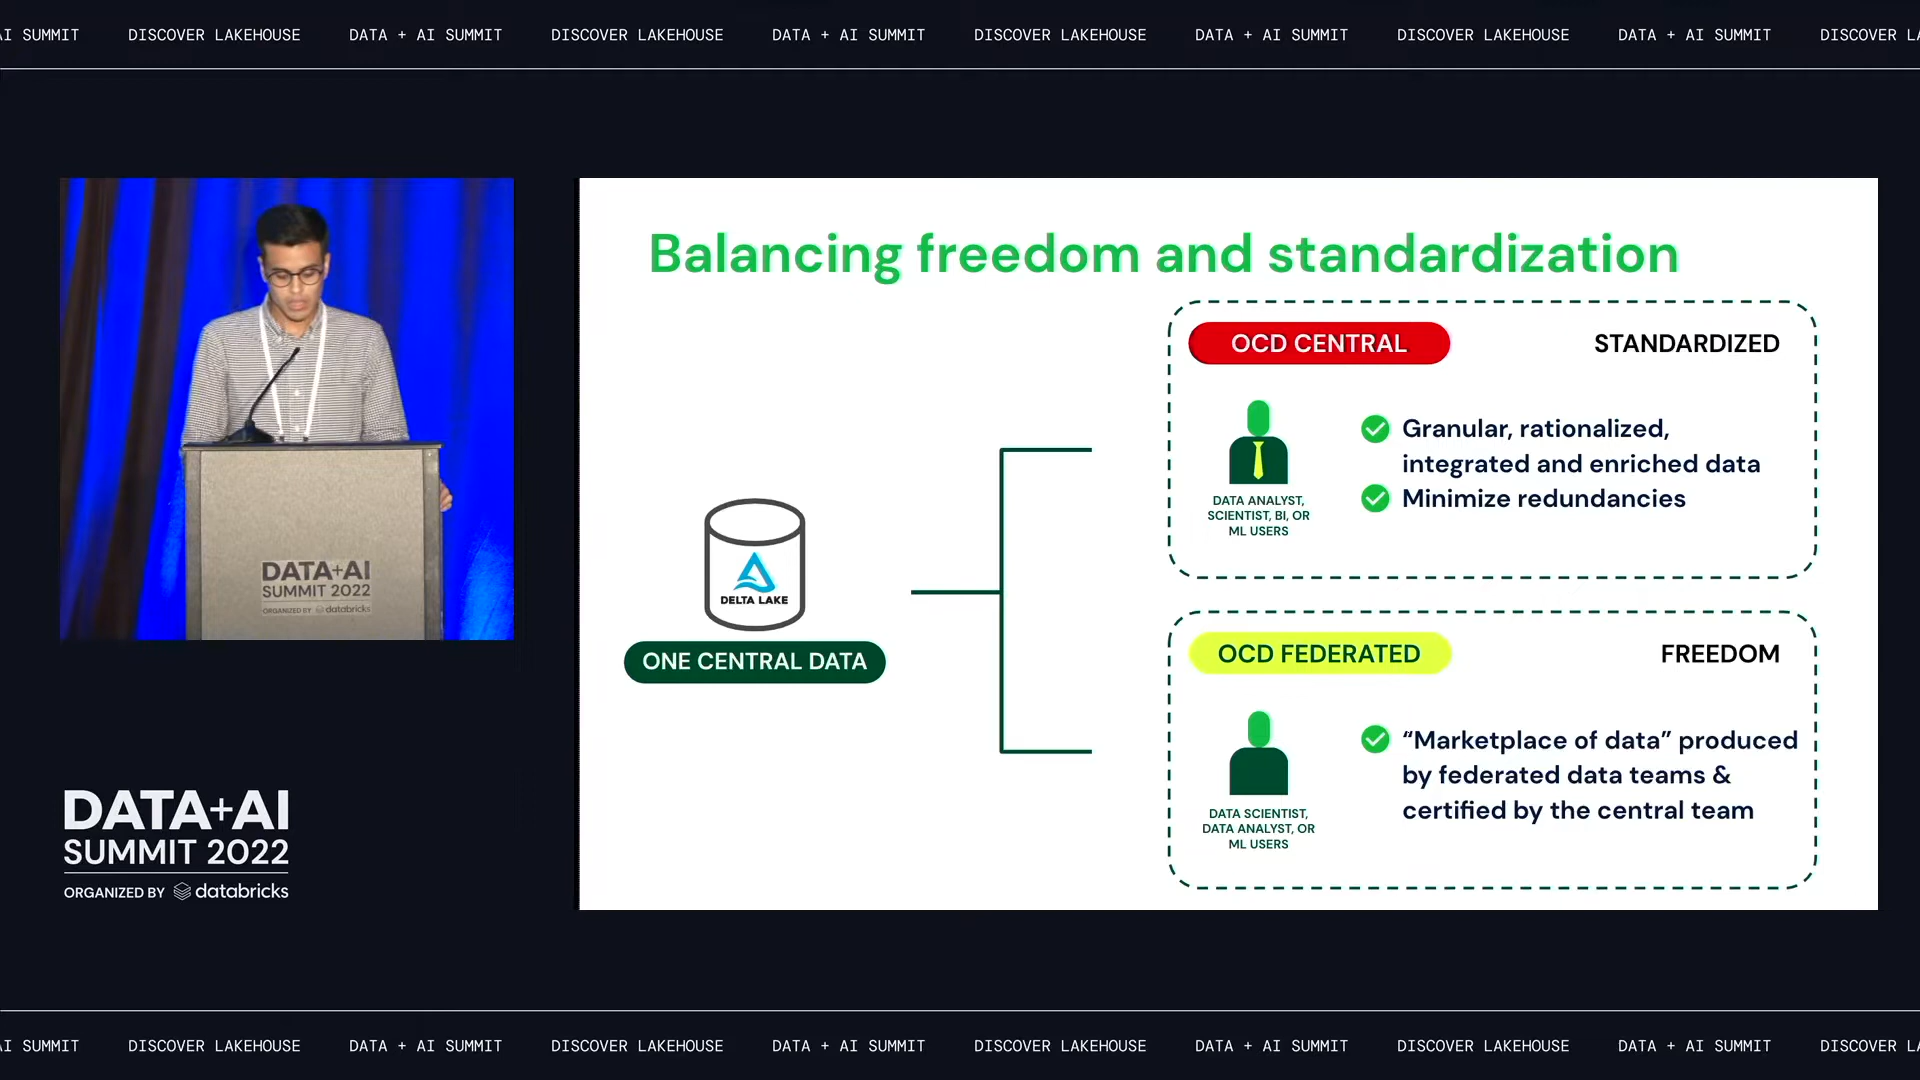 AI SUMMIT DISCOVER LAKEHOUSE DATA + AI SUMMIT DISCOVER LAKEHOUSE DATA + AI SUMMIT DISCOVER LAKEHOUSE DATA + AI SUMMIT DISCOVER LAKEHOUSE DATA + AI SUMMIT DISCOVER LA
DATA+AI
SUMMIT 2022
ORGANIZED BY databricks
DATA+AI
SUMMIT 2022
ORGANIZED BY databricks
Balancing freedom and standardization
DELTA LAKE
ONE CENTRAL DATA
OCD CENTRAL STANDARDIZED
DATA ANALYST,
SCIENTIST, BI, OR
ML USERS
Granular, rationalized,
integrated and enriched data
Minimize redundancies
OCD FEDERATED FREEDOM
DATA SCIENTIST,
DATA ANALYST, OR
ML USERS
“Marketplace of data” produced
by federated data teams &
certified by the central team
AI SUMMIT DISCOVER LAKEHOUSE DATA + AI SUMMIT DISCOVER LAKEHOUSE DATA + AI SUMMIT DISCOVER LAKEHOUSE DATA + AI SUMMIT DISCOVER LAKEHOUSE DATA + AI SUMMIT DISCOVER LA